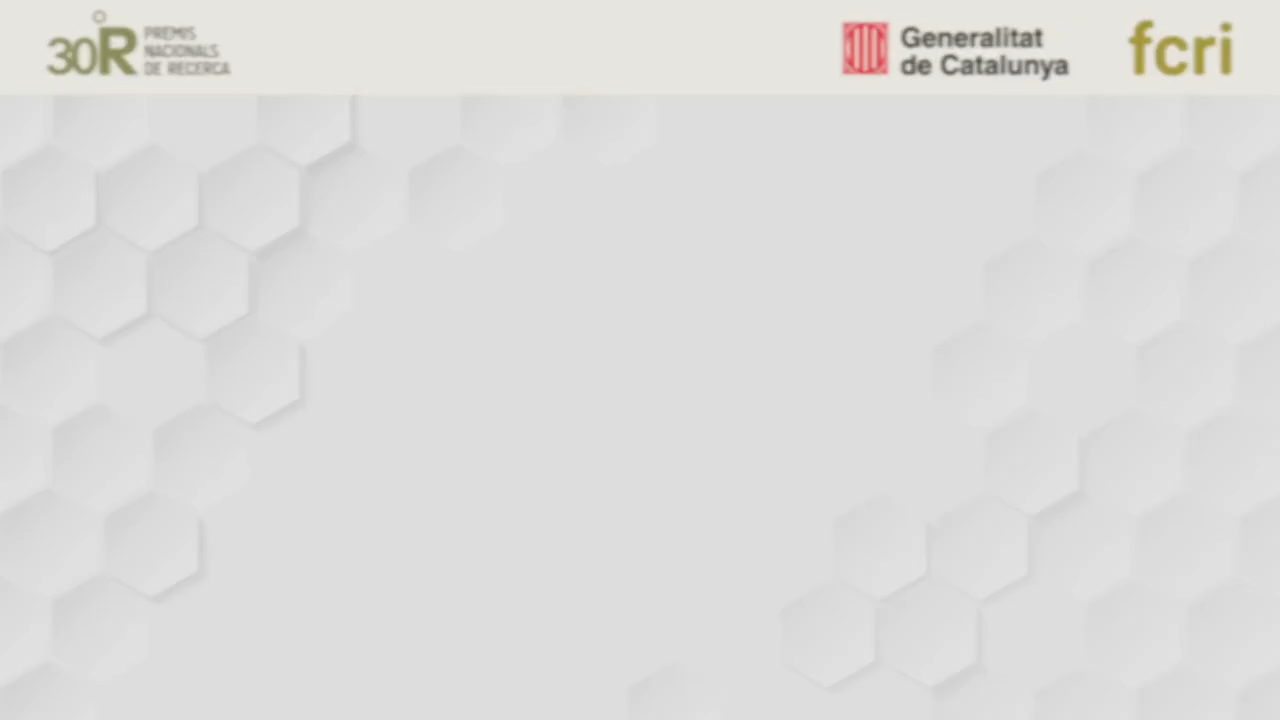 30R PREMIS
NACIONALS
DE RECERCA
Generalitat
de Catalunya
fcri